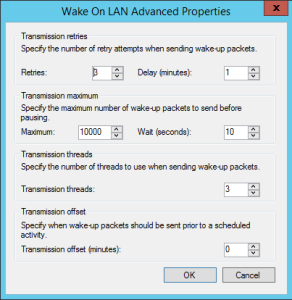 Wake On LAN Advanced Properties
x
Transmission retries
Specify the number of retry attempts when sending wake-up packets.
Retries: 3 Delay (minutes): 1
Transmission maximum
Specify the maximum number of wake-up packets to send before
pausing.
Maximum: 10000 Wait (seconds): 10
Transmission threads
Specify the number of threads to use when sending wake-up packets.
Transmission threads: 3
Transmission offset
Specify when wake-up packets should be sent prior to a scheduled
activity.
Transmission offset (minutes): 0
OK Cancel